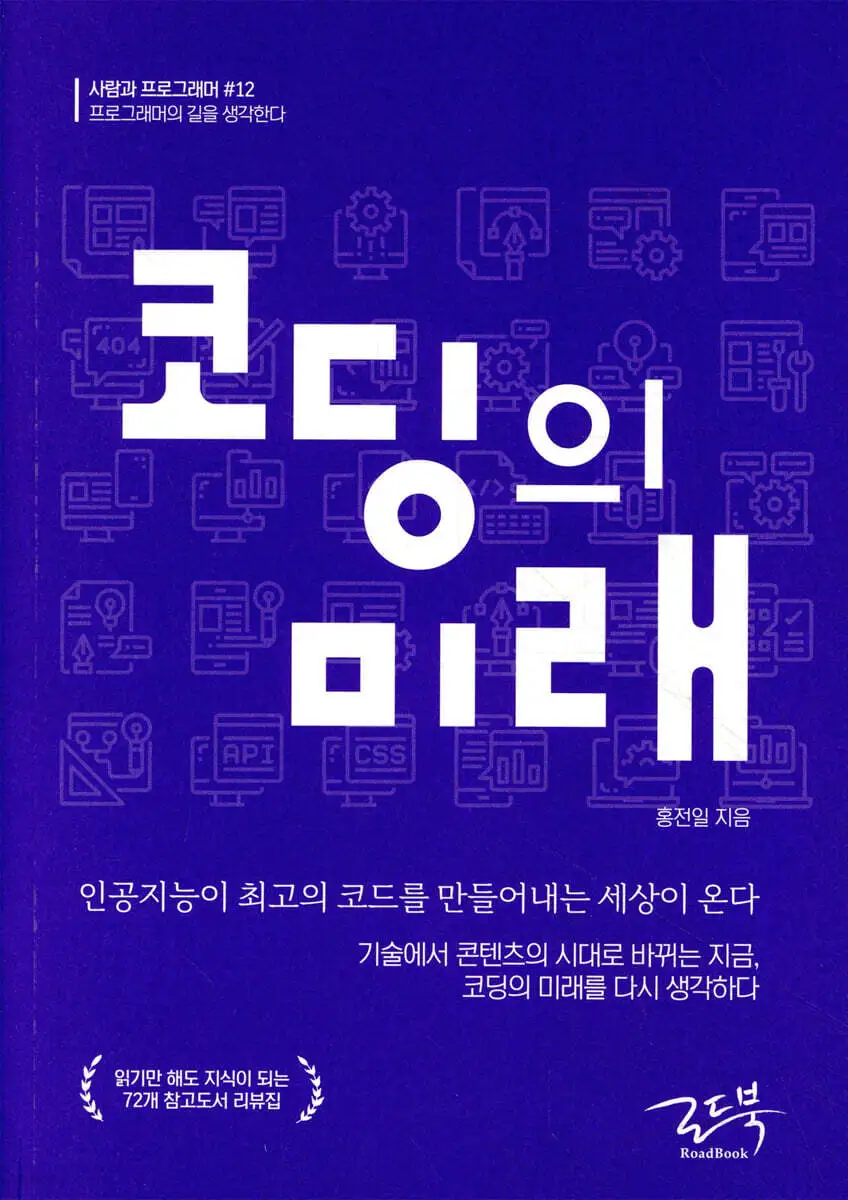 사람과 프로그래머 #12
프로그래머의 길을 생각한다
404
코딩의
미래
API
CSS
홍전일 지음
인공지능이 최고의 코드를 만들어내는 세상이 온다
기술에서 콘텐츠의 시대로 바뀌는 지금,
코딩의 미래를 다시 생각하다
읽기만 해도 지식이 되는
72개 참고도서 리뷰집
로드북
RoadBook